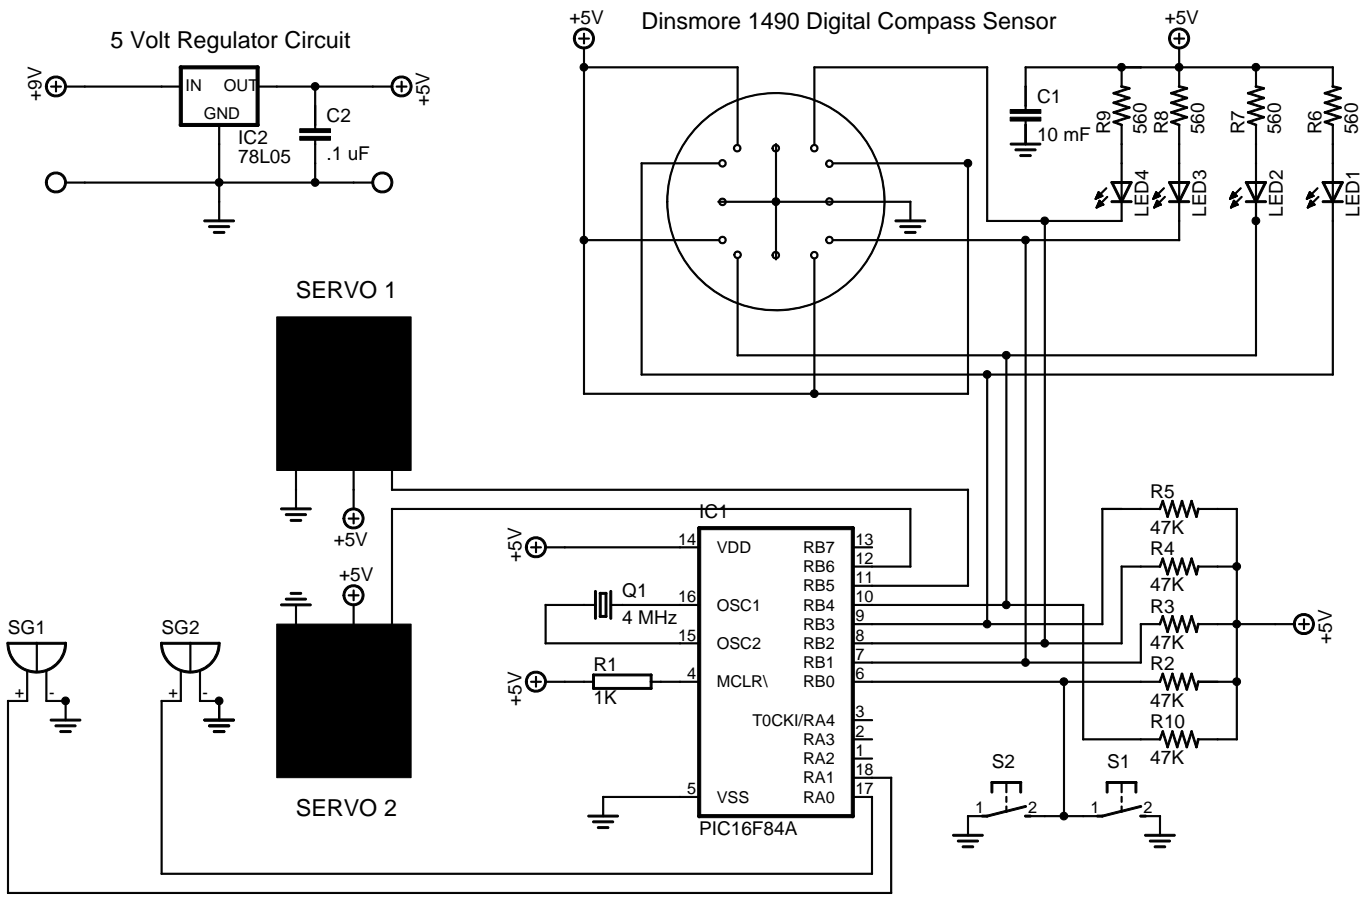 5 Volt Regulator Circuit
+9V
IN
OUT
GND
IC2
78L05
C2
.1 uF
+5V
Dinsmore 1490 Digital Compass Sensor
+5V
+5V
C1
10 mF
R9
560
R8
560
R7
560
R6
560
LED4
LED3
LED2
LED1
SERVO 1
+5V
+5V
SERVO 2
SG1
+
-
SG2
+
-
IC1
+5V
14
VDD
Q1
4 MHz
16
OSC1
15
OSC2
+5V
R1
1K
4
MCLR\
5
VSS
RB7
13
RB6
12
RB5
11
RB4
10
RB3
9
RB2
8
RB1
7
RB0
6
T0CKI/RA4
3
RA3
2
RA2
1
RA1
18
RA0
17
PIC16F84A
R5
47K
R4
47K
R3
47K
R2
47K
R10
47K
+5V
S2
1
2
S1
1
2